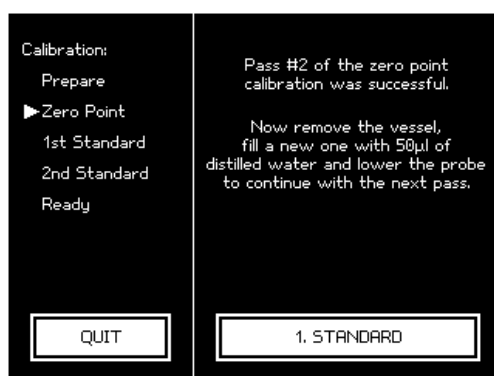 Calibration:
Prepare
▶Zero Point
1st Standard
2nd Standard
Ready
QUIT
Pass #2 of the zero point
calibration was successful.
Now remove the vessel,
fill a new one with 50µl of
distilled water and lower the probe
to continue with the next pass.
1. STANDARD